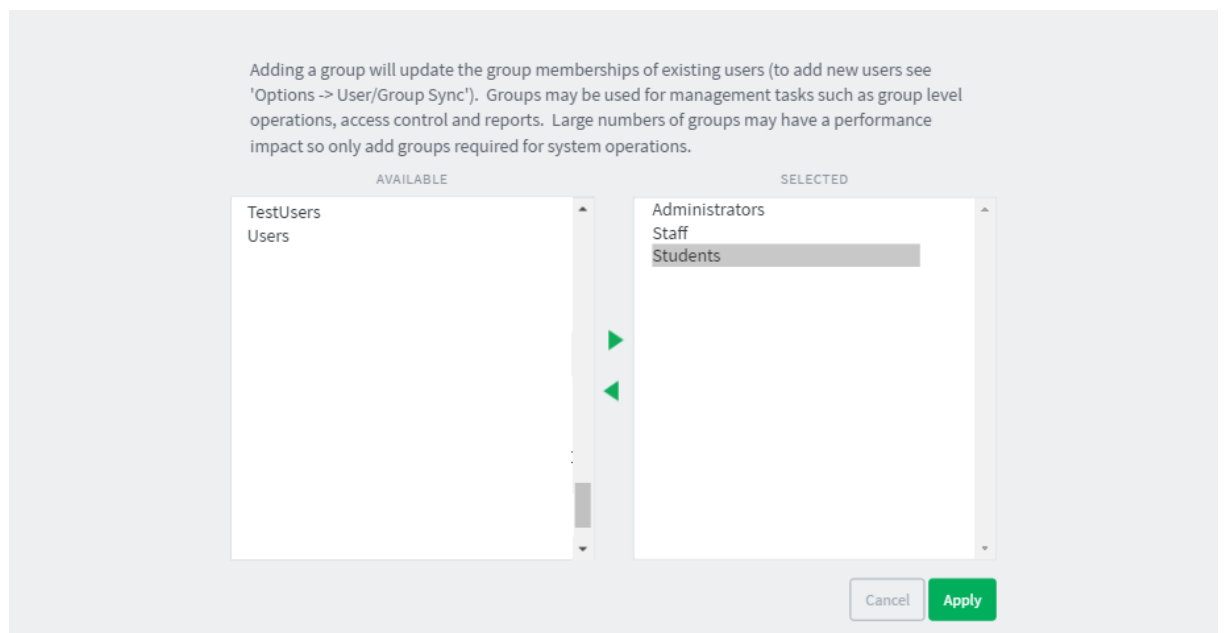 Adding a group will update the group memberships of existing users (to add new users see
'Options -> User/Group Sync').  Groups may be used for management tasks such as group level
operations, access control and reports.  Large numbers of groups may have a performance
impact so only add groups required for system operations.
AVAILABLE
TestUsers
Users
SELECTED
Administrators
Staff
Students
Cancel
Apply